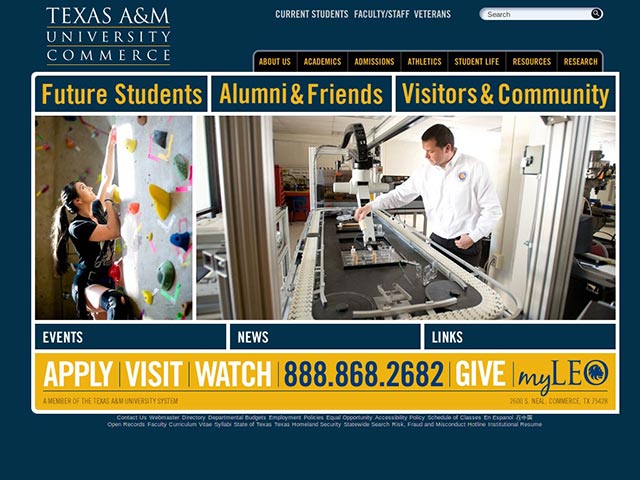 TEXAS A&M
UNIVERSITY
COMMERCE
CURRENT STUDENTS FACULTY/STAFF VETERANS
Search
ABOUT US ACADEMICS ADMISSIONS ATHLETICS STUDENT LIFE RESOURCES RESEARCH
Future Students Alumni & Friends Visitors & Community
EVENTS NEWS LINKS
APPLY VISIT WATCH 888.868.2682 GIVE myLEO
A MEMBER OF THE TEXAS A&M UNIVERSITY SYSTEM 2600 S. NEAL, COMMERCE, TX 75428
Contact Us Webmaster Directory Departmental Budgets Employment Policies Equal Opportunity Accessibility Policy Schedule of Classes En Espanol 在中国
Open Records Faculty Curriculum Vitae Syllabi State of Texas Texas Homeland Security Statewide Search Risk, Fraud and Misconduct Hotline Institutional Resume